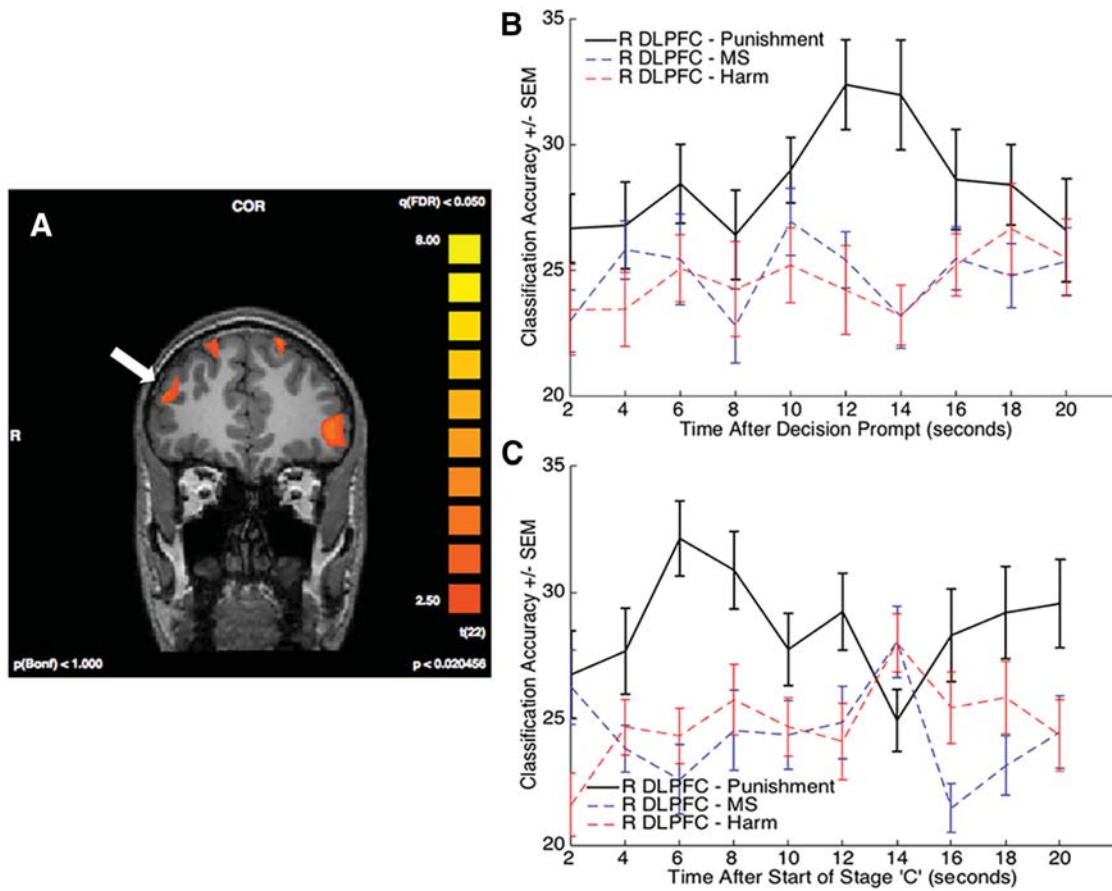 A
COR
q(FDR) < 0.050
8.00
R
2.50
t(22)
p(Bonf) < 1.000
p < 0.020456
B
35
30
25
20
Classification Accuracy +/- SEM
R DLPFC - Punishment
R DLPFC - MS
R DLPFC - Harm
2 4 6 8 10 12 14 16 18 20
Time After Decision Prompt (seconds)
C
35
30
25
20
Classification Accuracy +/- SEM
R DLPFC - Punishment
R DLPFC - MS
R DLPFC - Harm
2 4 6 8 10 12 14 16 18 20
Time After Start of Stage 'C' (seconds)